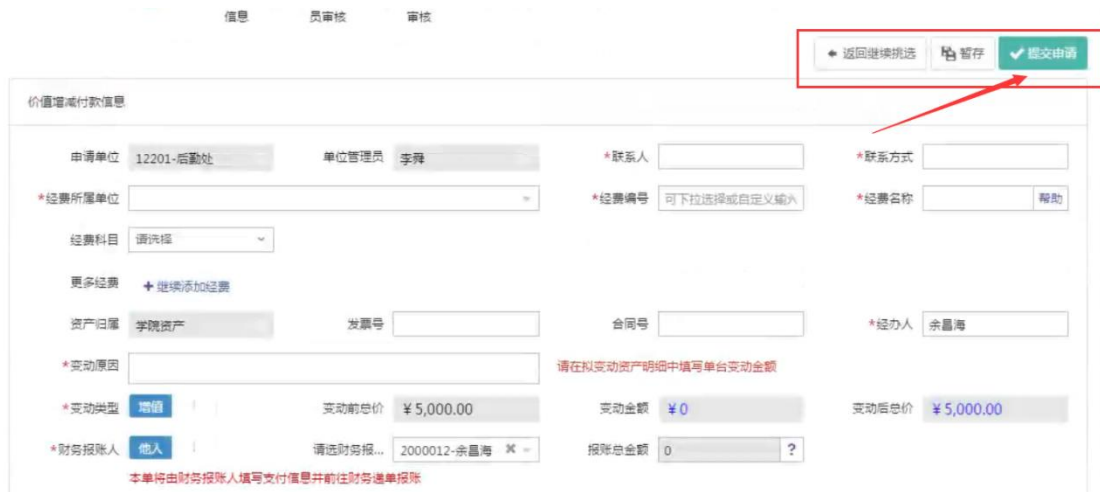 信息 员审核 审核
返回继续挑选 暂存 提交申请
价值增减付款信息
申请单位 12201-后勤处 单位管理员 李舜 *联系人 *联系方式
*经费所属单位 *经费编号 可下拉选择或自定义输入 *经费名称 帮助
经费科目 请选择
更多经费 +继续添加经费
资产归属 学院资产 发票号 合同号 *经办人 余昌海
*变动原因 请在拟变动资产明细中填写单台变动金额
*变动类型 增值 变动前总价 ¥5,000.00 变动金额 ¥0 变动后总价 ¥5,000.00
*财务报账人 他人 请选财务报... 2000012-余昌海 报账总金额 0 ?
本单将由财务报账人填写支付信息并前往财务递单报账